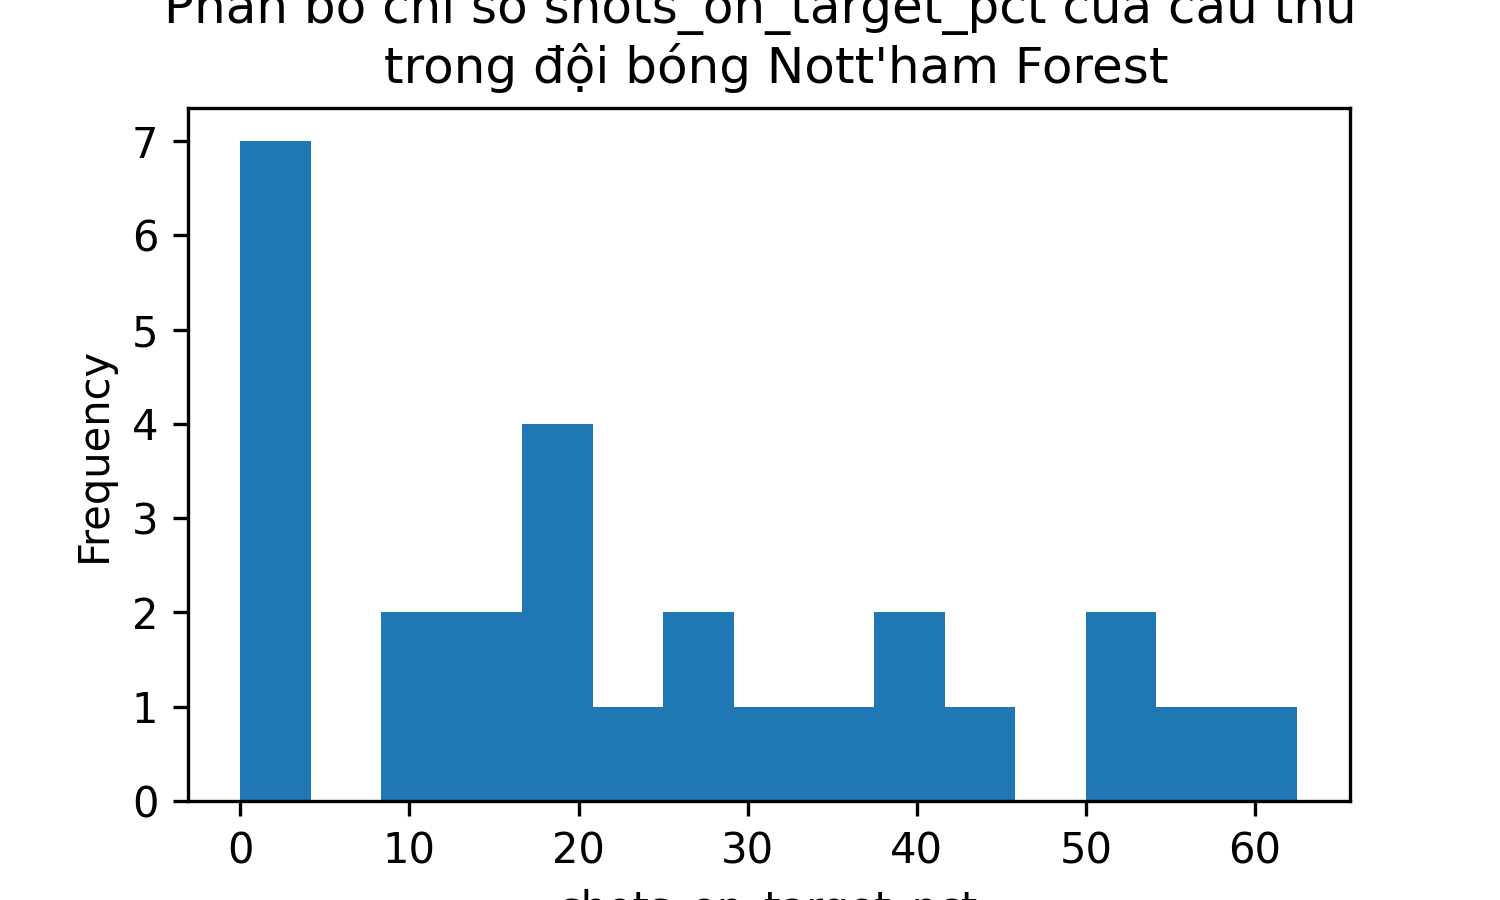 Phân bố chỉ số shots_on_target_pct của cầu thủ
trong đội bóng Nott'ham Forest
7
6
5
4
3
2
1
0
Frequency
0 10 20 30 40 50 60
shots_on_target_pct